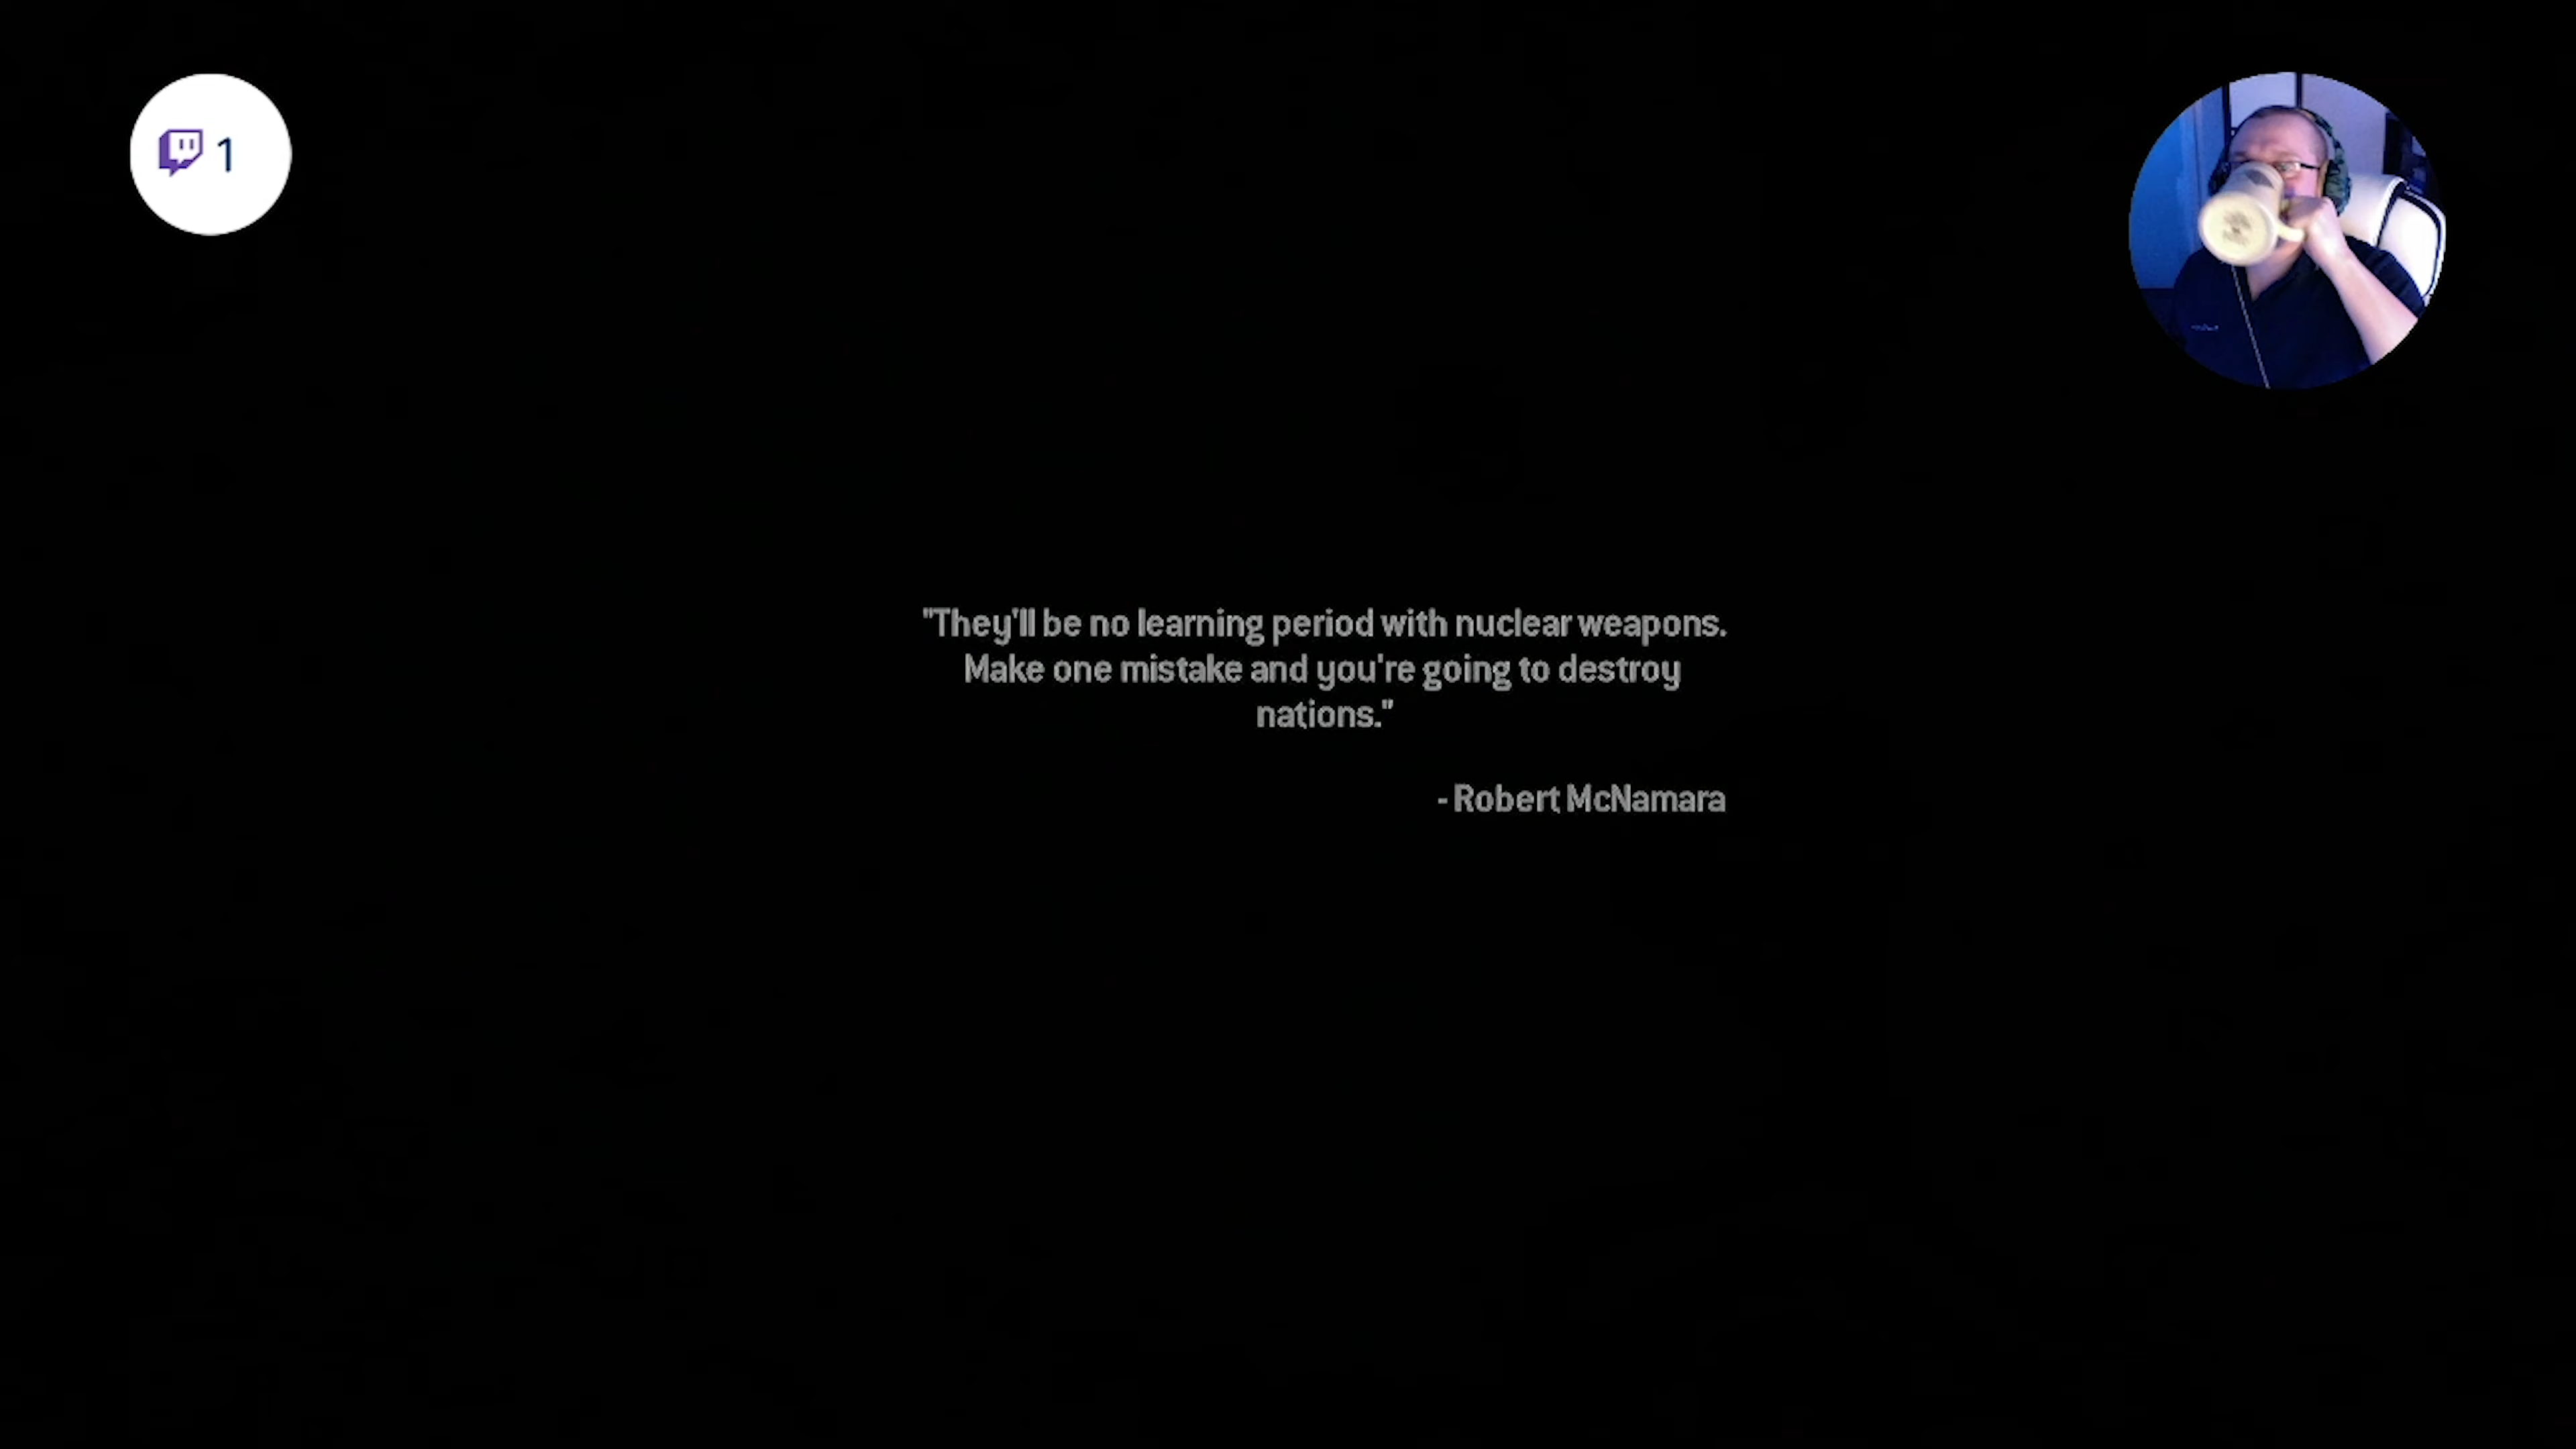 1
"They'll be no learning period with nuclear weapons.
Make one mistake and you're going to destroy
nations."
- Robert McNamara